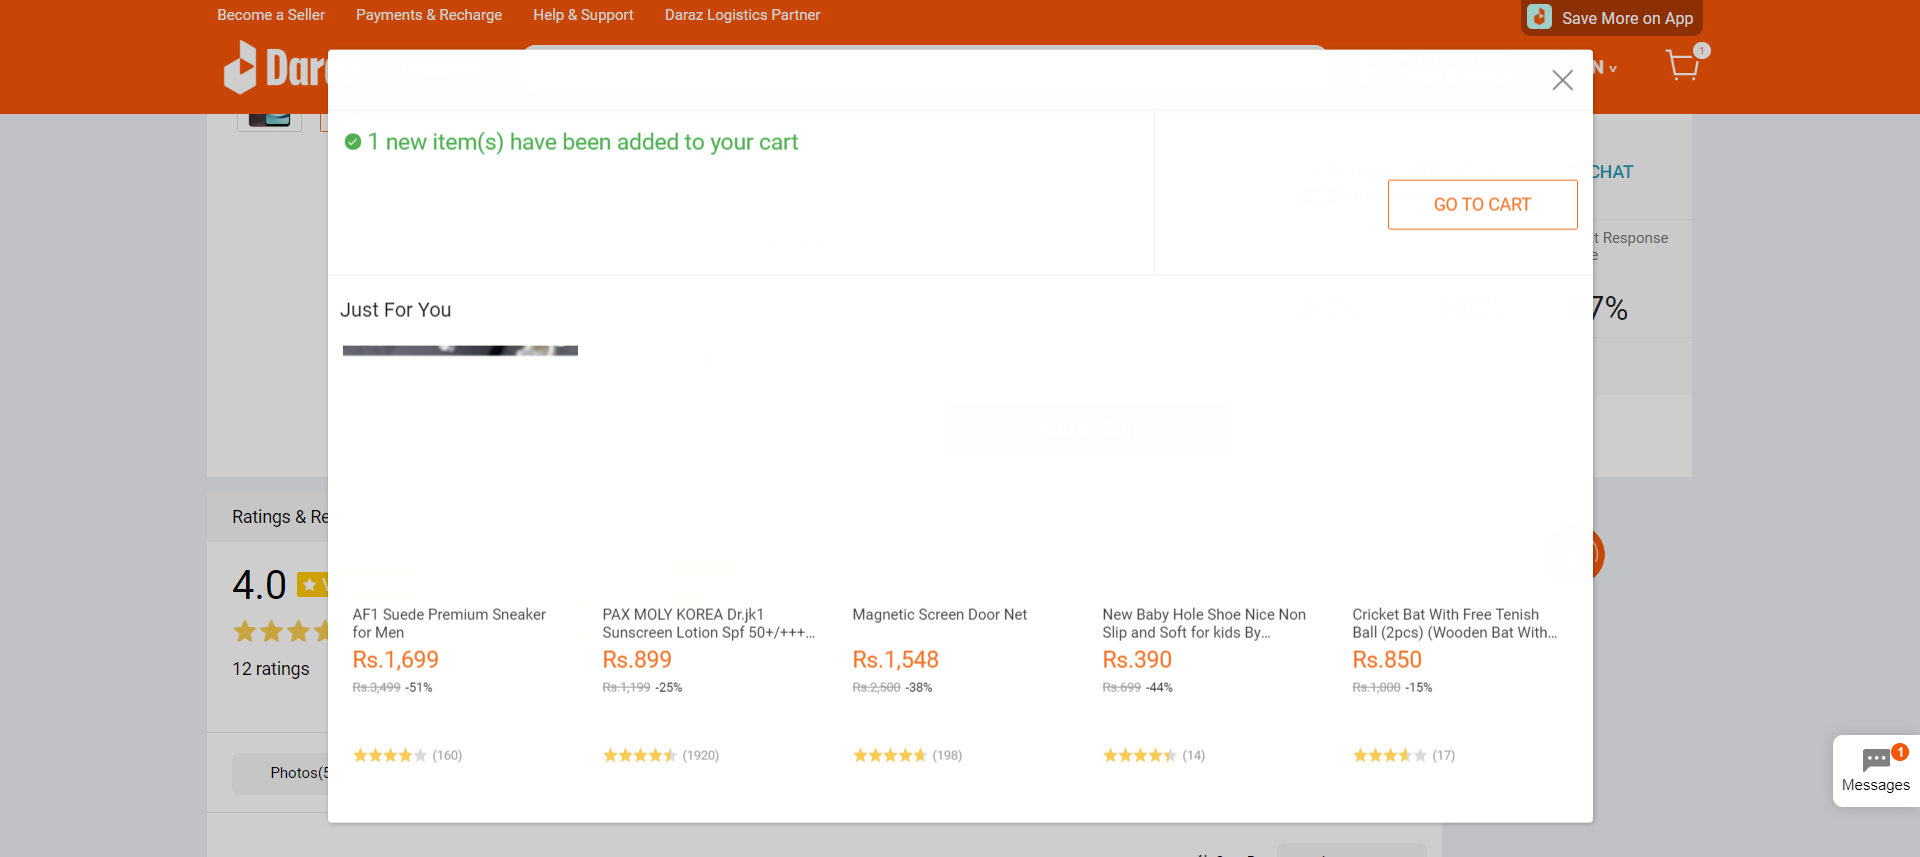 Become a Seller
Payments & Recharge
Help & Support
Daraz Logistics Partner
Save More on App
1
1 new item(s) have been added to your cart
CHAT
GO TO CART
Response
7%
Just For You
Ratings &
4.0
12 ratings
AF1 Suede Premium Sneaker
for Men
Rs.1,699
Rs.3,499 -51%
(160)
PAX MOLY KOREA Dr.jk1
Sunscreen Lotion Spf 50+/+++...
Rs.899
Rs.1,199 -25%
(1920)
Magnetic Screen Door Net
Rs.1,548
Rs.2,500 -38%
(198)
New Baby Hole Shoe Nice Non
Slip and Soft for kids By...
Rs.390
Rs.699 -44%
(14)
Cricket Bat With Free Tenish
Ball (2pcs) (Wooden Bat With...
Rs.850
Rs.1,000 -15%
(17)
Photos(5
1
Messages